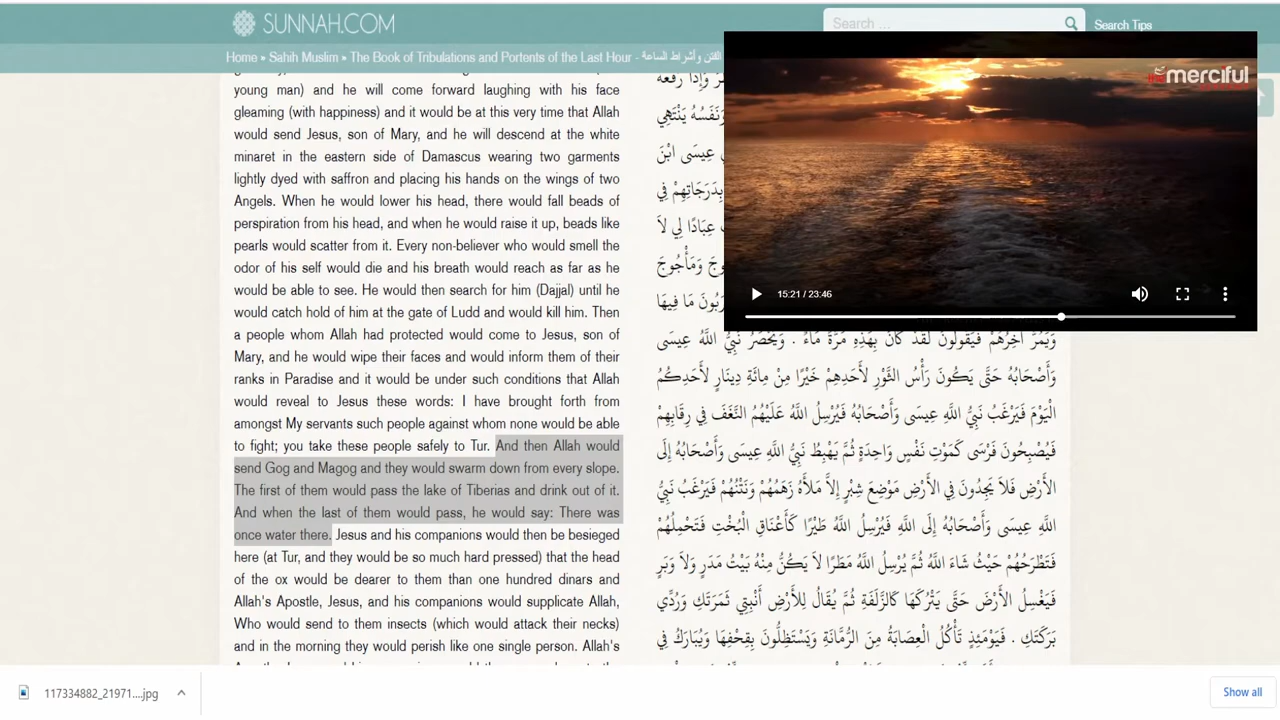 SUNNAH.COM
Search ...
Search Tips
Home » Sahih Muslim » The Book of Tribulations and Portents of the Last Hour - الفتن وأشراط الساعة
young man) and he will come forward laughing with his face
gleaming (with happiness) and it would be at this very time that Allah
would send Jesus, son of Mary, and he will descend at the white
minaret in the eastern side of Damascus wearing two garments
lightly dyed with saffron and placing his hands on the wings of two
Angels. When he would lower his head, there would fall beads of
perspiration from his head, and when he would raise it up, beads like
pearls would scatter from it. Every non-believer who would smell the
odor of his self would die and his breath would reach as far as he
would be able to see. He would then search for him (Dajjal) until he
would catch hold of him at the gate of Ludd and would kill him. Then
a people whom Allah had protected would come to Jesus, son of
Mary, and he would wipe their faces and would inform them of their
ranks in Paradise and it would be under such conditions that Allah
would reveal to Jesus these words: I have brought forth from
amongst My servants such people against whom none would be able
to fight; you take these people safely to Tur. And then Allah would
send Gog and Magog and they would swarm down from every slope.
The first of them would pass the lake of Tiberias and drink out of it.
And when the last of them would pass, he would say: There was
once water there. Jesus and his companions would then be besieged
here (at Tur, and they would be so much hard pressed) that the head
of the ox would be dearer to them than one hundred dinars and
Allah's Apostle, Jesus, and his companions would supplicate Allah,
Who would send to them insects (which would attack their necks)
and in the morning they would perish like one single person. Allah's
وَإِذَا رَفَعَهُ
وَنَفَسُهُ يَنْتَهِي
عِيسَى ابْنَ
بِدَرَجَاتِهِمْ فِي
عِبَادًا لِي لاَ
وَمَأْجُوجَ
مَا فِيهَا
وَيَمُرُّ آخِرُهُمْ فَيَقُولُونَ لَقَدْ كَانَ بِهَذِهِ مَرَّةً مَاءٌ . وَيُحْصَرُ نَبِيُّ اللَّهِ عِيسَى
وَأَصْحَابُهُ حَتَّى يَكُونَ رَأْسُ الثَّوْرِ لأَحَدِهِمْ خَيْرًا مِنْ مِائَةِ دِينَارٍ لأَحَدِكُمُ
الْيَوْمَ فَيَرْغَبُ نَبِيُّ اللَّهِ عِيسَى وَأَصْحَابُهُ فَيُرْسِلُ اللَّهُ عَلَيْهِمُ النَّغَفَ فِي رِقَابِهِمْ
فَيُصْبِحُونَ فَرْسَى كَمَوْتِ نَفْسٍ وَاحِدَةٍ ثُمَّ يَهْبِطُ نَبِيُّ اللَّهِ عِيسَى وَأَصْحَابُهُ إِلَى
الأَرْضِ فَلاَ يَجِدُونَ فِي الأَرْضِ مَوْضِعَ شِبْرٍ إِلاَّ مَلأَهُ زَهَمُهُمْ وَنَتْنُهُمْ فَيَرْغَبُ نَبِيُّ
اللَّهِ عِيسَى وَأَصْحَابُهُ إِلَى اللَّهِ فَيُرْسِلُ اللَّهُ طَيْرًا كَأَعْنَاقِ الْبُخْتِ فَتَحْمِلُهُمْ
فَتَطْرَحُهُمْ حَيْثُ شَاءَ اللَّهُ ثُمَّ يُرْسِلُ اللَّهُ مَطَرًا لاَ يَكُنُّ مِنْهُ بَيْتُ مَدَرٍ وَلاَ وَبَرٍ
فَيَغْسِلُ الأَرْضَ حَتَّى يَتْرُكَهَا كَالزَّلَفَةِ ثُمَّ يُقَالُ لِلأَرْضِ أَنْبِتِي ثَمَرَتَكِ وَرُدِّي
بَرَكَتَكِ . فَيَوْمَئِذٍ تَأْكُلُ الْعِصَابَةُ مِنَ الرُّمَّانَةِ وَيَسْتَظِلُّونَ بِقِحْفِهَا وَيُبَارَكُ فِي
merciful
15:21 / 23:46
117334882_21971....jpg
Show all